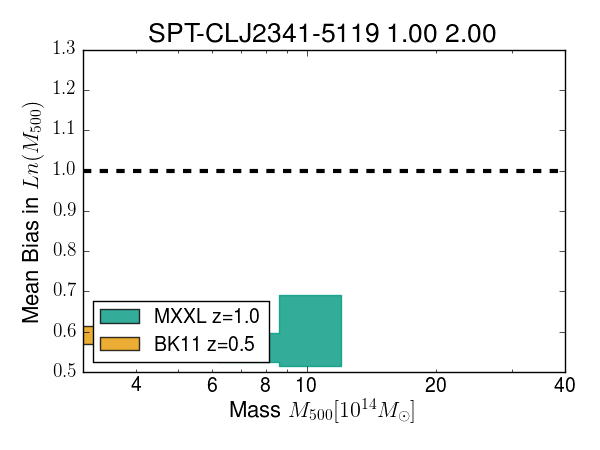 SPT-CLJ2341-5119 1.00 2.00
Mean Bias in Ln(M500)
1.3
1.2
1.1
1.0
0.9
0.8
0.7
0.6
0.5
MXXL z=1.0
BK11 z=0.5
4 6 8 10 20 40
Mass M500[10^14 M⊙]